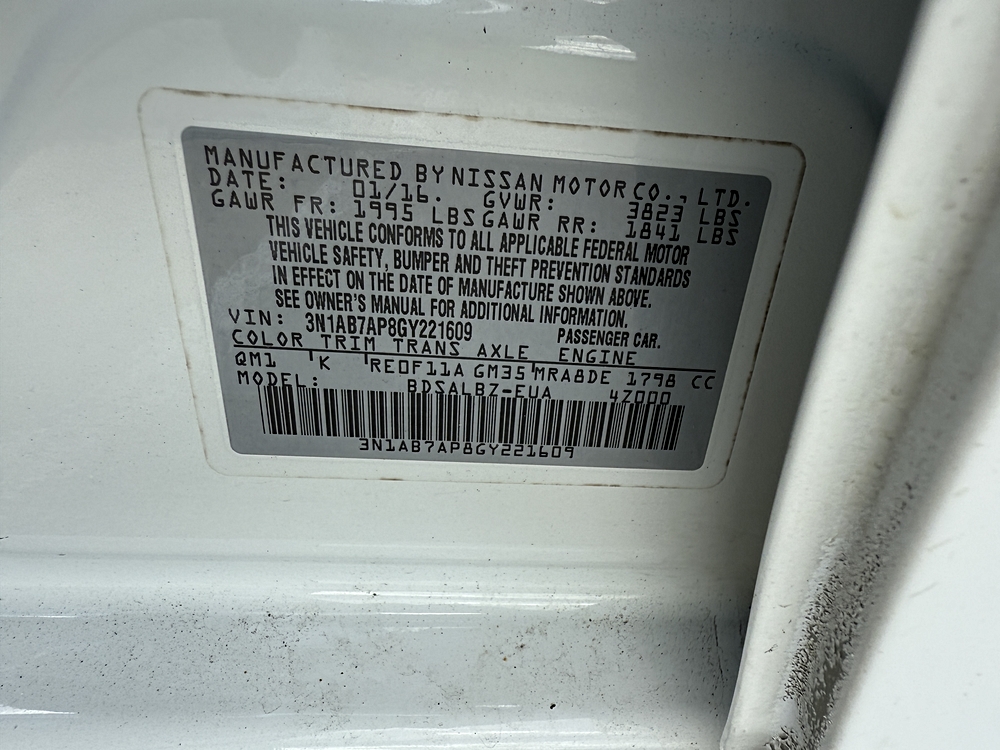 MANUFACTURED BY NISSAN MOTOR CO., LTD.
DATE: 01/16. GVWR: 3823 LBS
GAWR FR: 1995 LBS GAWR RR: 1841 LBS
THIS VEHICLE CONFORMS TO ALL APPLICABLE FEDERAL MOTOR
VEHICLE SAFETY, BUMPER AND THEFT PREVENTION STANDARDS
IN EFFECT ON THE DATE OF MANUFACTURE SHOWN ABOVE.
SEE OWNER'S MANUAL FOR ADDITIONAL INFORMATION.
VIN: 3N1AB7AP8GY221609 PASSENGER CAR.
COLOR TRIM TRANS AXLE ENGINE
QM1 K RE0F11A GM35 MRA8DE 1798 CC
MODEL: BDSALBZ-EUA 4Z000
3N1AB7AP8GY221609